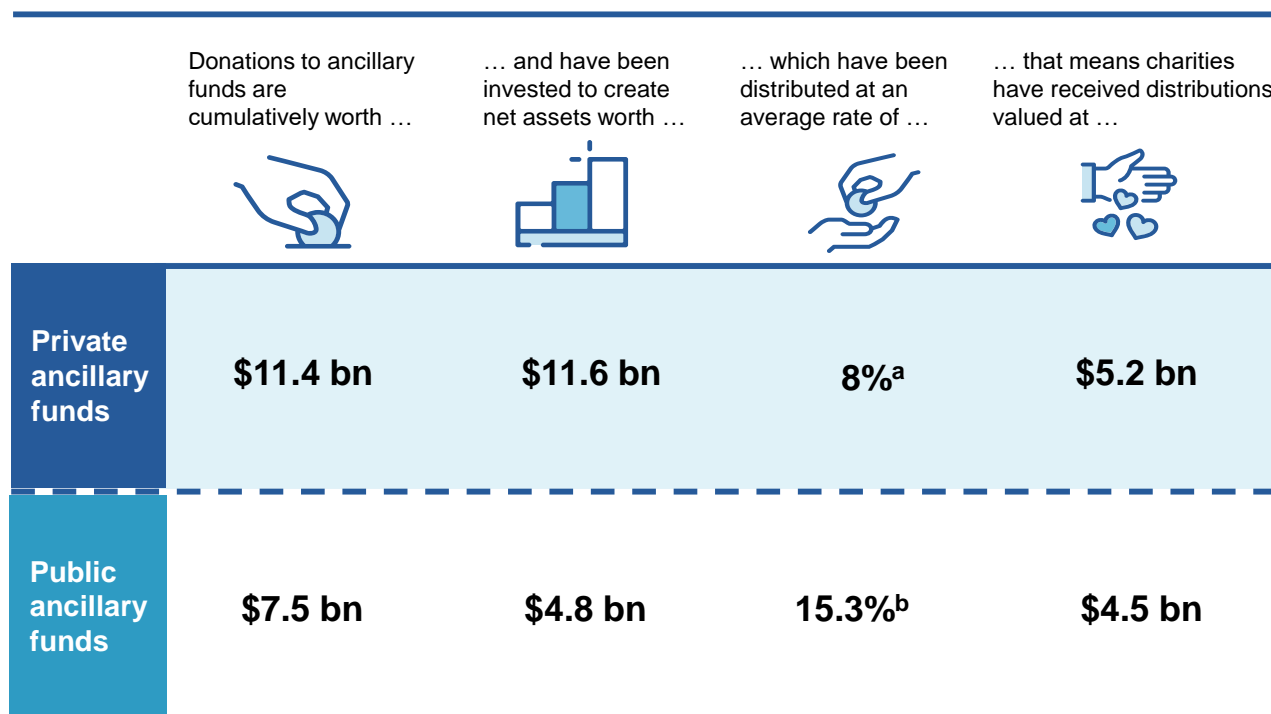 Donations to ancillary
funds are
cumulatively worth …
… and have been
invested to create
net assets worth …
… which have been
distributed at an
average rate of …
… that means charities
have received distributions
valued at …
Private
ancillary
funds
$11.4 bn
$11.6 bn
8%ᵃ
$5.2 bn
Public
ancillary
funds
$7.5 bn
$4.8 bn
15.3%ᵇ
$4.5 bn